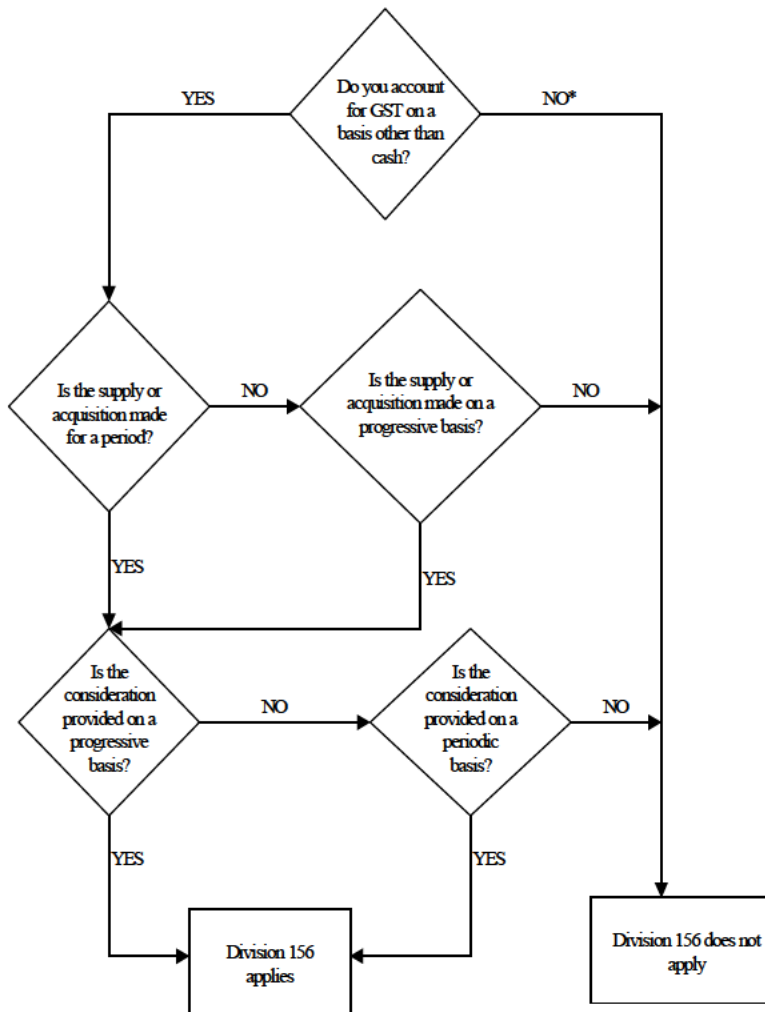 Do you account
for GST on a
basis other than
cash?
YES
NO*
Is the supply or
acquisition made
for a period?
NO
Is the supply or
acquisition made on a
progressive basis?
NO
YES
YES
Is the
consideration
provided on a
progressive
basis?
NO
Is the
consideration
provided on a
periodic
basis?
NO
YES
YES
Division 156
applies
Division 156 does not
apply